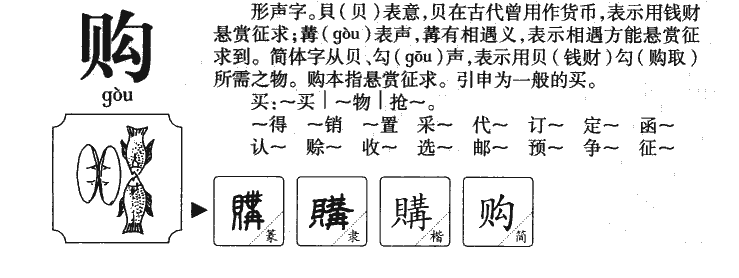 购
gòu
形声字。貝(贝)表意,贝在古代曾用作货币,表示用钱财
悬赏征求;冓(gòu)表声,冓有相遇义,表示相遇方能悬赏征
求到。简体字从贝、勾(gōu)声,表示用贝(钱财)勾(购取)
所需之物。购本指悬赏征求。引申为一般的买。
买:～买｜～物｜抢～。
～得 ～销 ～置 采～ 代～ 订～ 定～ 函～
认～ 赊～ 收～ 选～ 邮～ 预～ 争～ 征～
購 購 購 购
篆 隶 楷 简